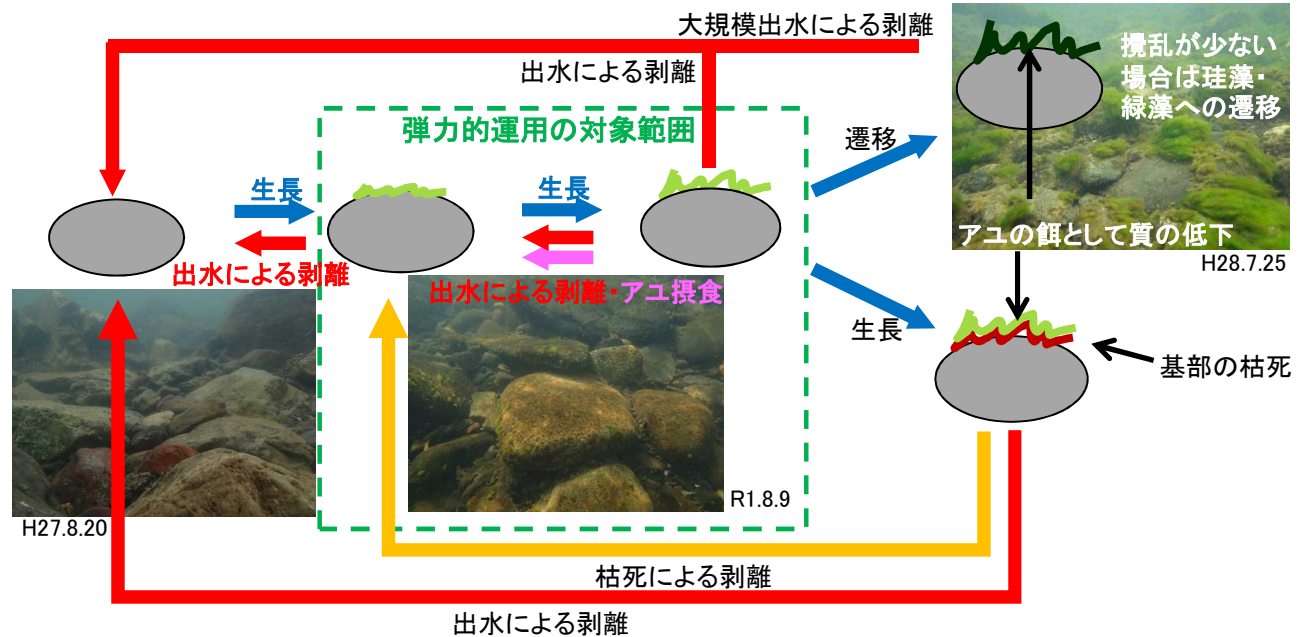 大規模出水による剥離
出水による剥離
攪乱が少ない
場合は珪藻・
緑藻への遷移
弾力的運用の対象範囲
遷移
生長
生長
アユの餌として質の低下
H28.7.25
出水による剥離
出水による剥離・アユ摂食
生長
基部の枯死
R1.8.9
H27.8.20
枯死による剥離
出水による剥離